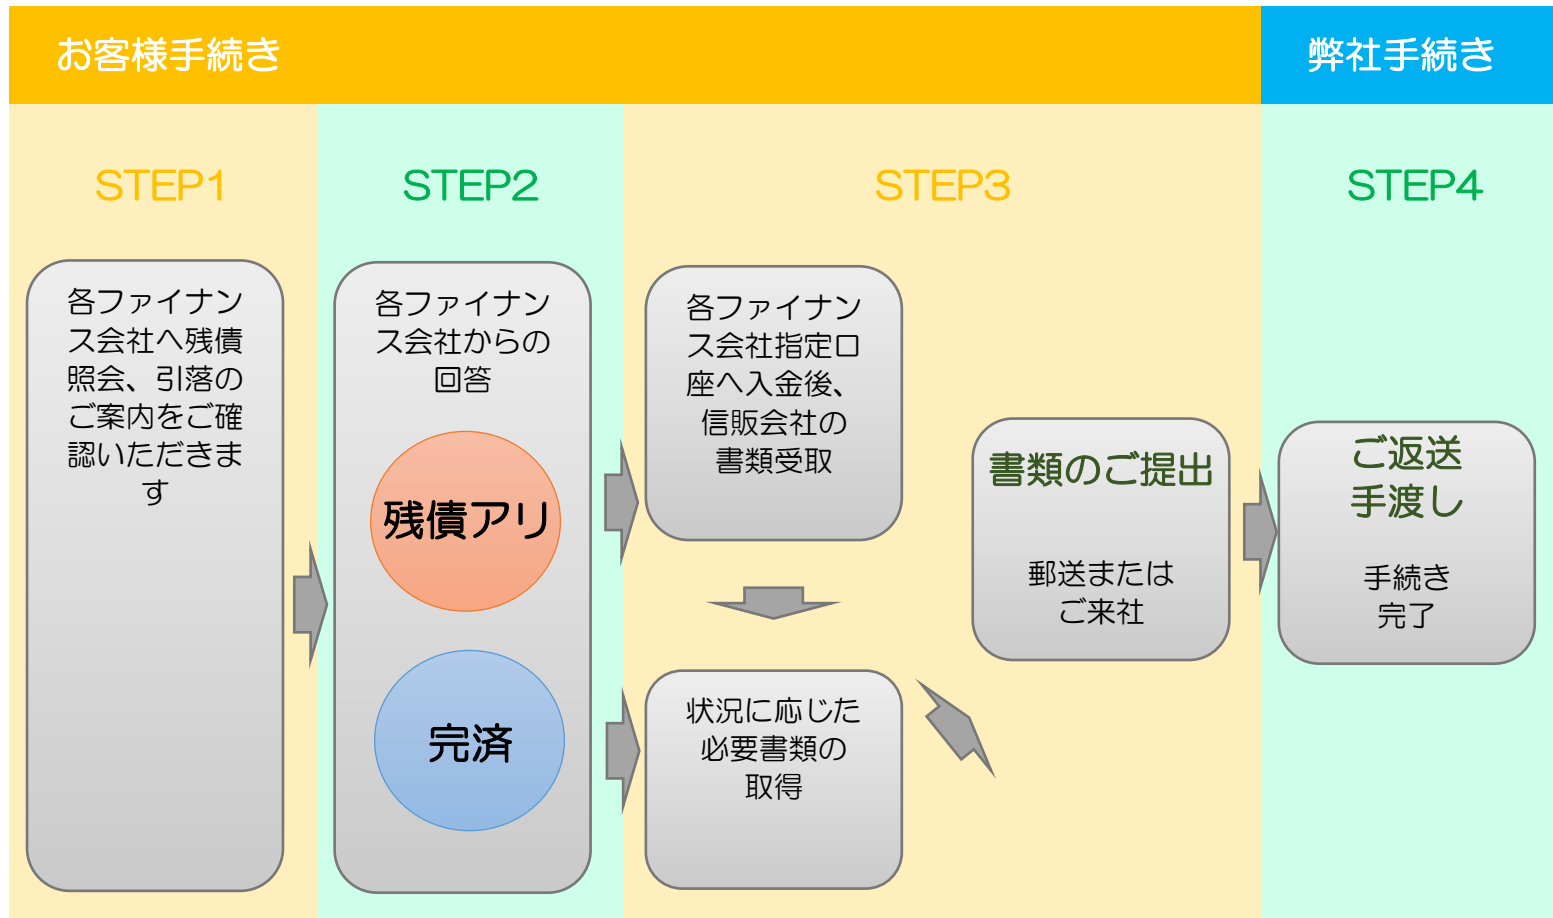 お客様手続き
弊社手続き
STEP1
STEP2
STEP3
STEP4
各ファイナン
ス会社へ残債
照会、引落の
ご案内をご確
認いただきま
す
各ファイナン
ス会社からの
回答
残債アリ
完済
各ファイナン
ス会社指定口
座へ入金後、
信販会社の
書類受取
状況に応じた
必要書類の
取得
書類のご提出
郵送または
ご来社
ご返送
手渡し
手続き
完了